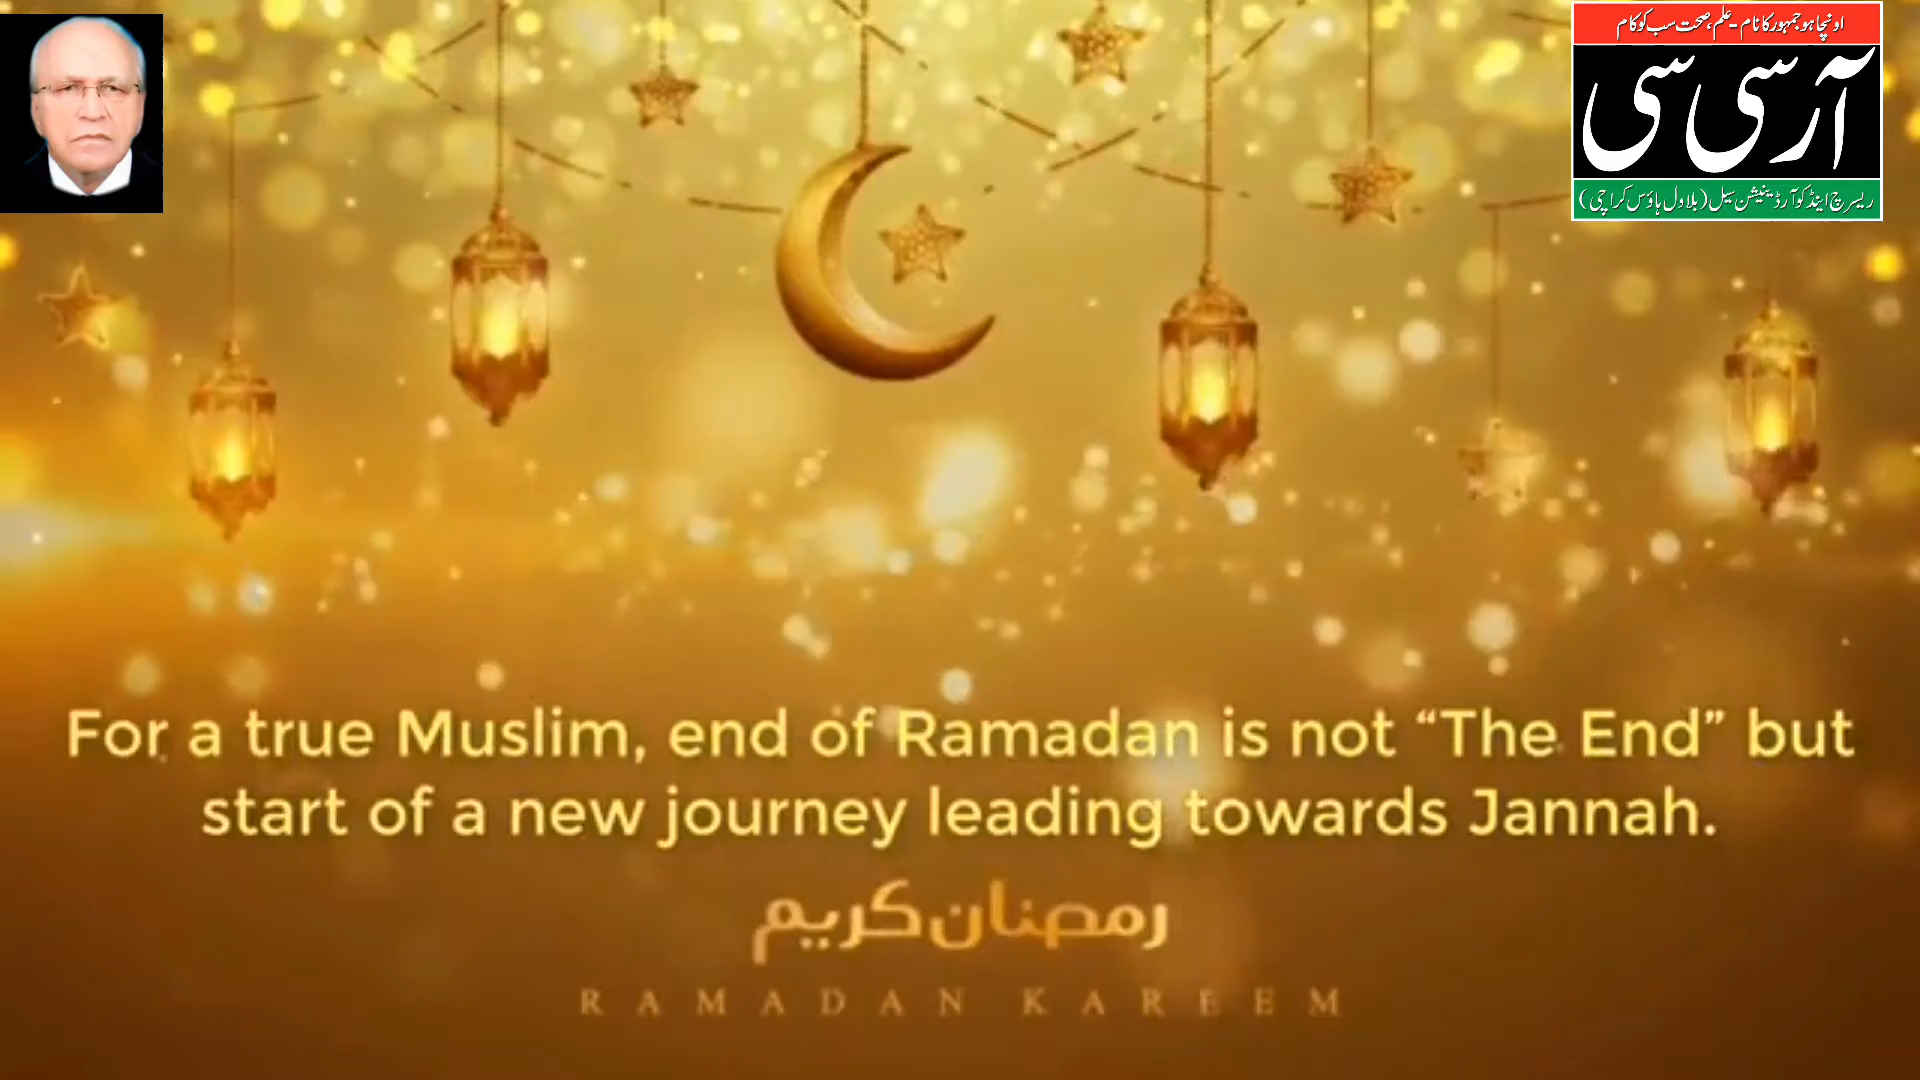 اونچا ہو جمہور کا نام - علم، صحت سب کو کام
آر سی سی
ریسرچ اینڈ کوآرڈینیشن سیل (بلاول ہاؤس کراچی)
For a true Muslim, end of Ramadan is not “The End” but
start of a new journey leading towards Jannah.
رمضان كريم
RAMADAN KAREEM